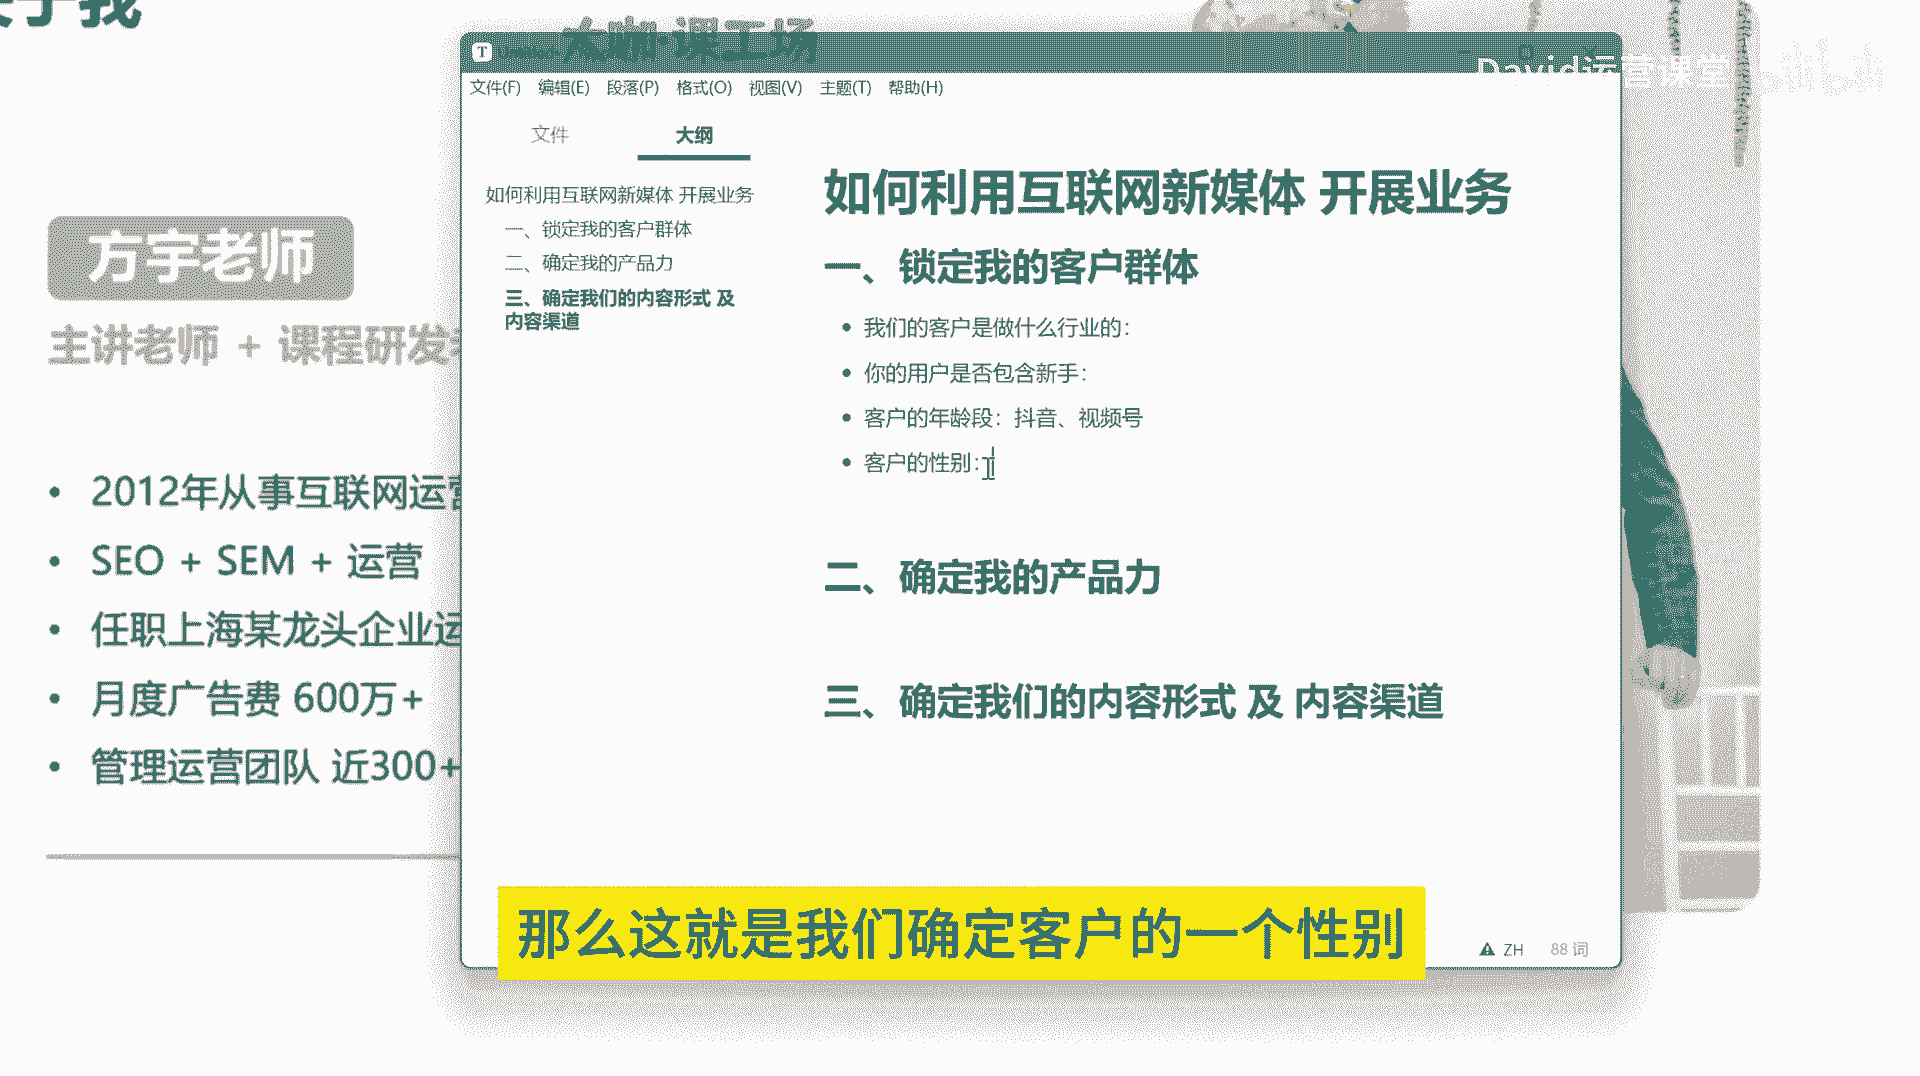 于我
大咖·课工场
David运营课堂
bilibili
方宇老师
主讲老师 + 课程研发
• 2012年从事互联网运营
• SEO + SEM + 运营
• 任职上海某龙头企业运
• 月度广告费 600万+
• 管理运营团队 近300+
T
文件(F) 编辑(E) 段落(P) 格式(O) 视图(V) 主题(T) 帮助(H)
文件 大纲
如何利用互联网新媒体 开展业务
一、锁定我的客户群体
二、确定我的产品力
三、确定我们的内容形式 及
内容渠道
如何利用互联网新媒体 开展业务
一、锁定我的客户群体
• 我们的客户是做什么行业的：
• 你的用户是否包含新手：
• 客户的年龄段：抖音、视频号
• 客户的性别：
二、确定我的产品力
三、确定我们的内容形式 及 内容渠道
那么这就是我们确定客户的一个性别
ZH 88 词